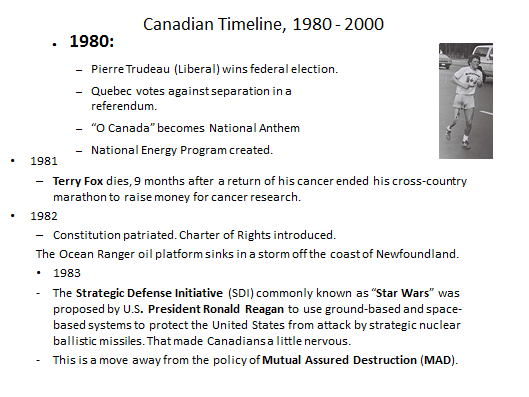 Canadian Timeline, 1980 - 2000
• 1980:
– Pierre Trudeau (Liberal) wins federal election.
– Quebec votes against separation in a
referendum.
– “O Canada” becomes National Anthem
– National Energy Program created.
• 1981
– Terry Fox dies, 9 months after a return of his cancer ended his cross-country
marathon to raise money for cancer research.
• 1982
– Constitution patriated. Charter of Rights introduced.
The Ocean Ranger oil platform sinks in a storm off the coast of Newfoundland.
• 1983
- The Strategic Defense Initiative (SDI) commonly known as “Star Wars” was
proposed by U.S. President Ronald Reagan to use ground-based and space-
based systems to protect the United States from attack by strategic nuclear
ballistic missiles. That made Canadians a little nervous.
- This is a move away from the policy of Mutual Assured Destruction (MAD).